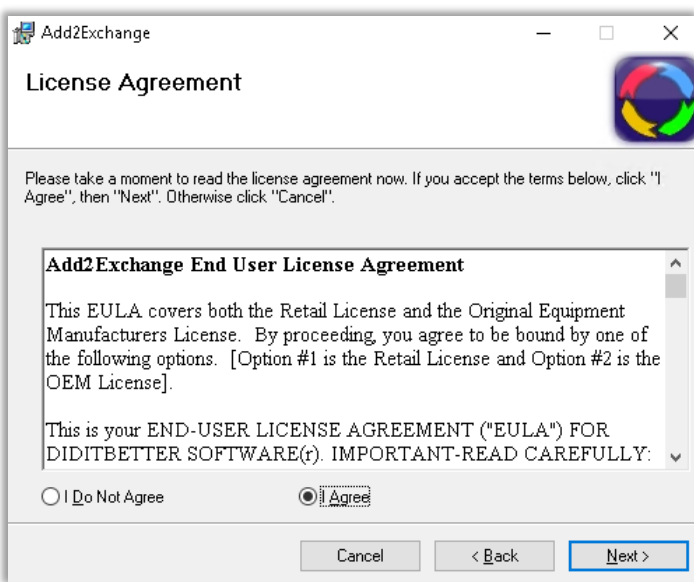 Add2Exchange
License Agreement
Please take a moment to read the license agreement now. If you accept the terms below, click "I
Agree", then "Next". Otherwise click "Cancel".
Add2Exchange End User License Agreement
This EULA covers both the Retail License and the Original Equipment
Manufacturers License.  By proceeding, you agree to be bound by one of
the following options.  [Option #1 is the Retail License and Option #2 is the
OEM License].
This is your END-USER LICENSE AGREEMENT ("EULA") FOR
DIDITBETTER SOFTWARE(r). IMPORTANT-READ CAREFULLY:
I Do Not Agree
I Agree
Cancel
< Back
Next >